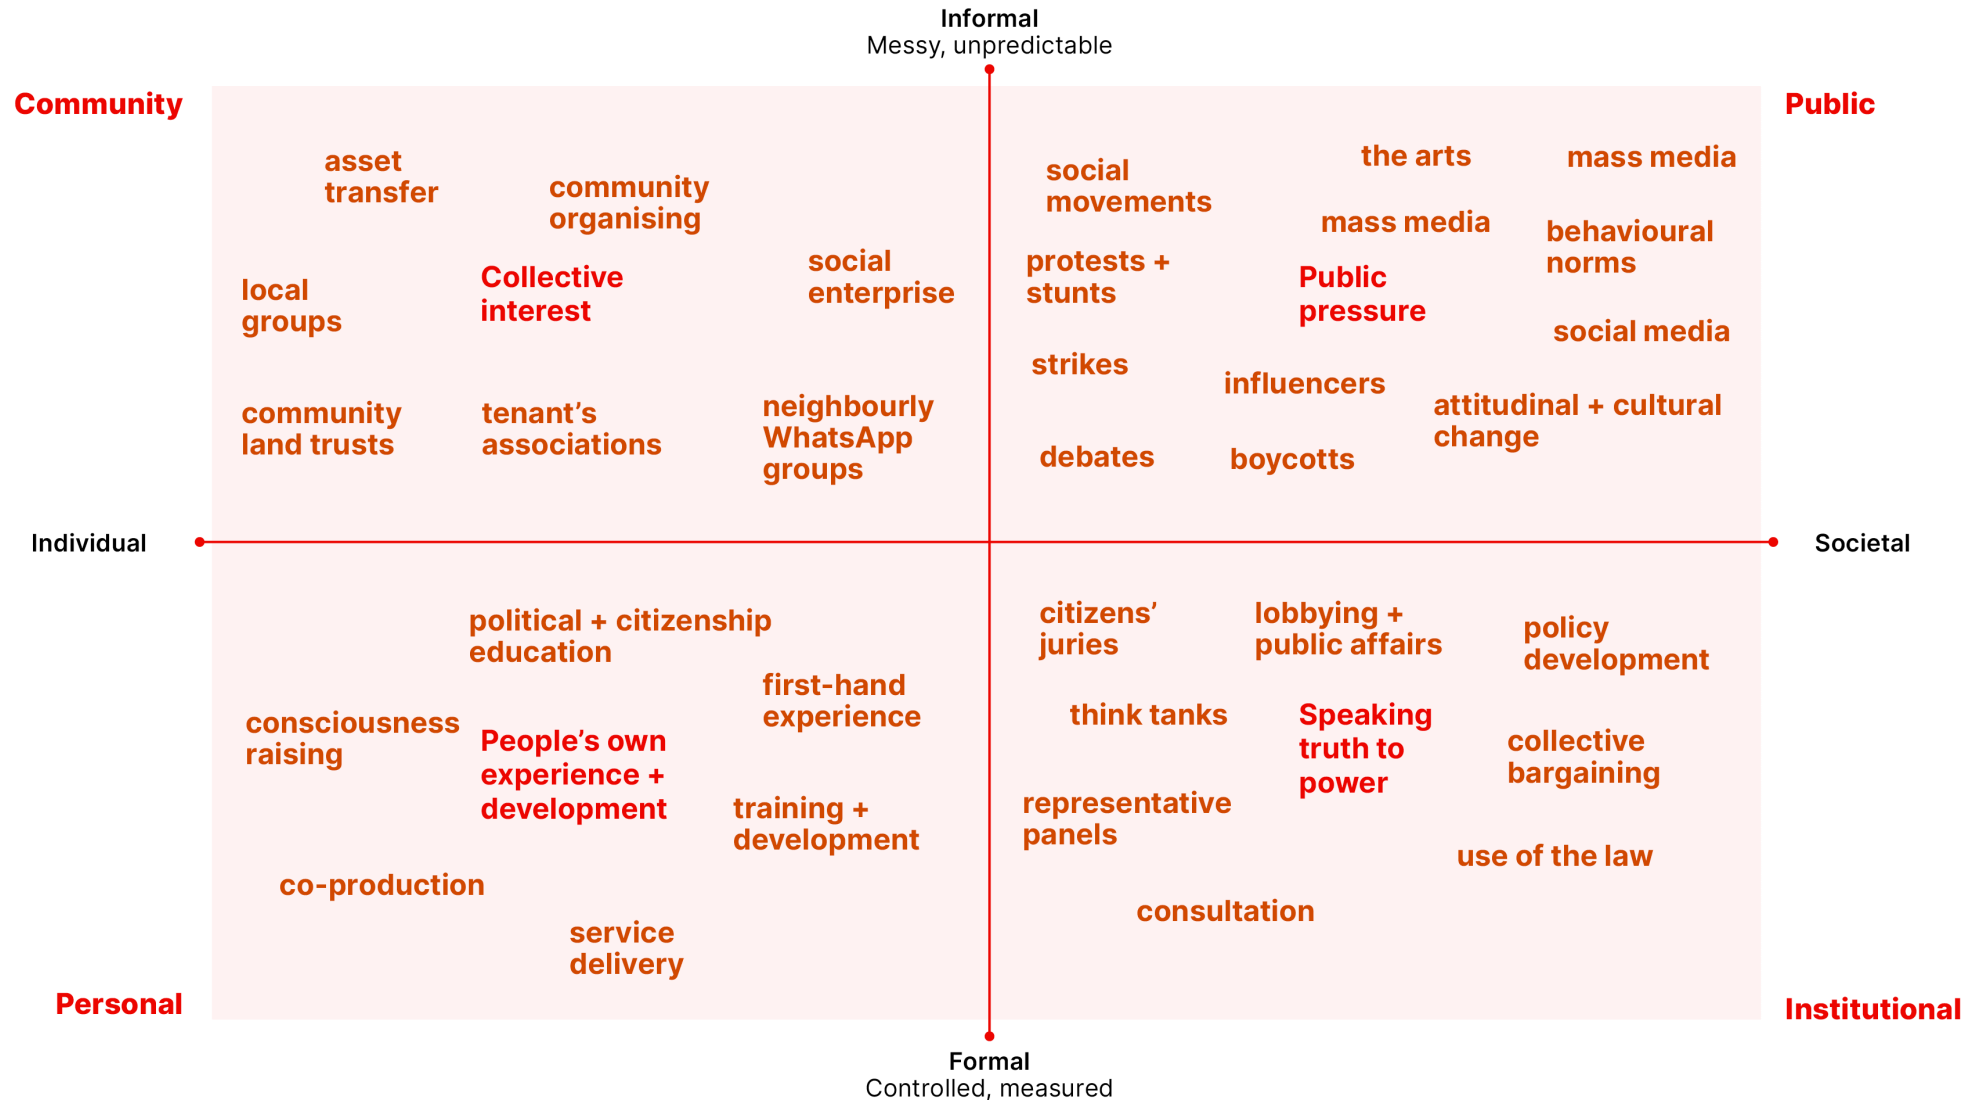 Informal
Messy, unpredictable
Community
Public
asset
transfer
community
organising
local
groups
Collective
interest
social
enterprise
community
land trusts
tenant’s
associations
neighbourly
WhatsApp
groups
social
movements
the arts
mass media
mass media
behavioural
norms
protests +
stunts
Public
pressure
social media
strikes
influencers
attitudinal + cultural
change
debates
boycotts
Individual
Societal
political + citizenship
education
first-hand
experience
consciousness
raising
People’s own
experience +
development
training +
development
co-production
service
delivery
citizens’
juries
lobbying +
public affairs
policy
development
think tanks
Speaking
truth to
power
collective
bargaining
representative
panels
use of the law
consultation
Personal
Institutional
Formal
Controlled, measured